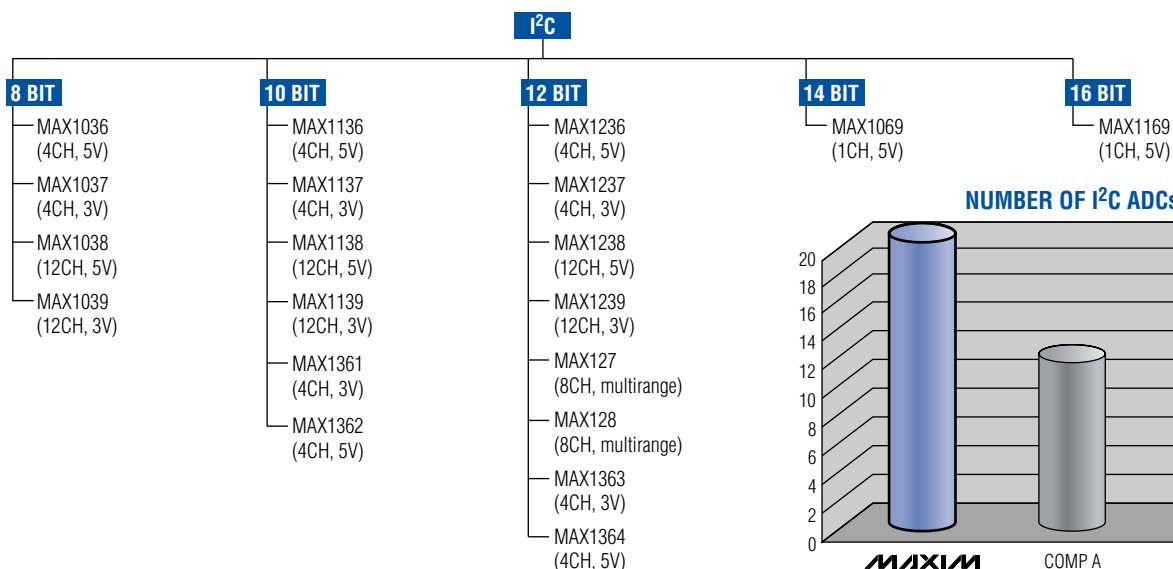 I²C
8 BIT
MAX1036
(4CH, 5V)
MAX1037
(4CH, 3V)
MAX1038
(12CH, 5V)
MAX1039
(12CH, 3V)
10 BIT
MAX1136
(4CH, 5V)
MAX1137
(4CH, 3V)
MAX1138
(12CH, 5V)
MAX1139
(12CH, 3V)
MAX1361
(4CH, 3V)
MAX1362
(4CH, 5V)
12 BIT
MAX1236
(4CH, 5V)
MAX1237
(4CH, 3V)
MAX1238
(12CH, 5V)
MAX1239
(12CH, 3V)
MAX127
(8CH, multirange)
MAX128
(8CH, multirange)
MAX1363
(4CH, 3V)
MAX1364
(4CH, 5V)
14 BIT
MAX1069
(1CH, 5V)
16 BIT
MAX1169
(1CH, 5V)
NUMBER OF I²C ADCs
20
18
16
14
12
10
8
6
4
2
0
MAXIM
COMP A